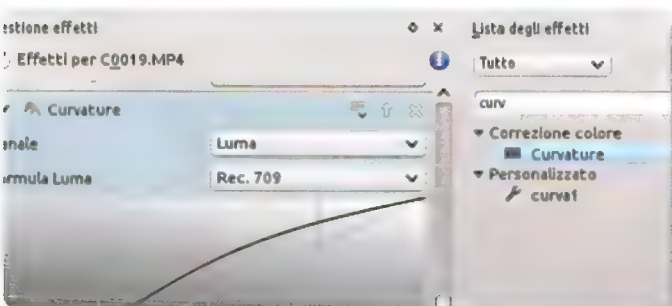 estione effetti
Effetti per C0019.MP4
Curvature
anale
Luma
ormula Luma
Rec. 709
Lista degli effetti
Tutto
curv
Correzione colore
Curvature
Personalizzato
curva1